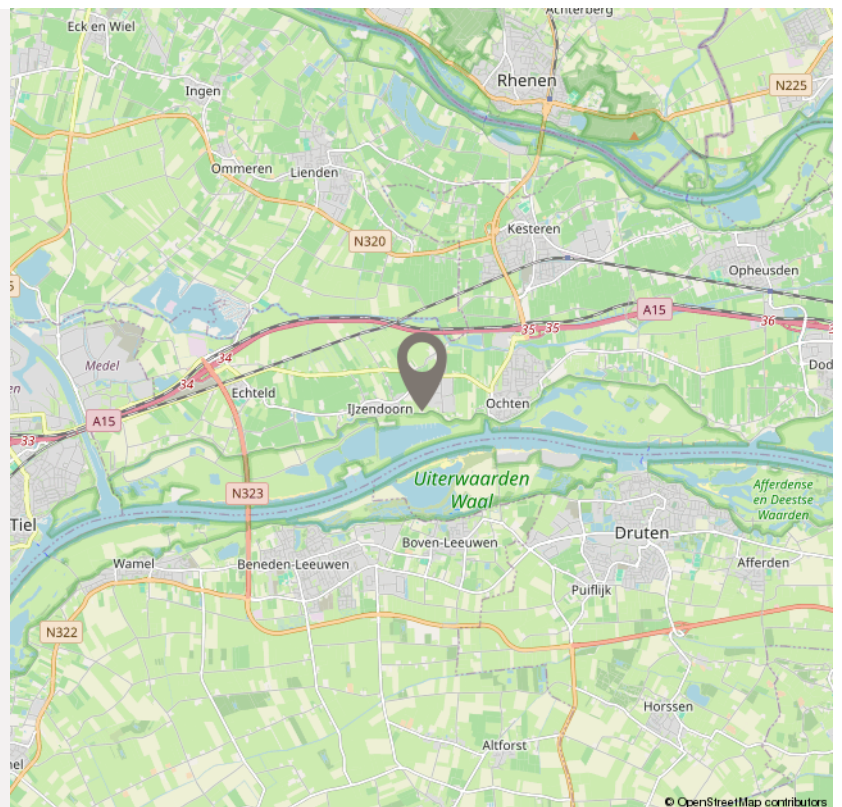 Achterberg
Eck en Wiel
Rhenen
N225
Ingen
Ommeren
Lienden
Kesteren
N320
Opheusden
A15
36
35
35
34
Medel
34
Echteld
IJzendoorn
Ochten
Dod
A15
33
Uiterwaarden
Waal
N323
Afferdense
en Deestse
Waarden
Tiel
Druten
Boven-Leeuwen
Wamel
Beneden-Leeuwen
Afferden
Puiflijk
N322
Horssen
Altforst
© OpenStreetMap contributors